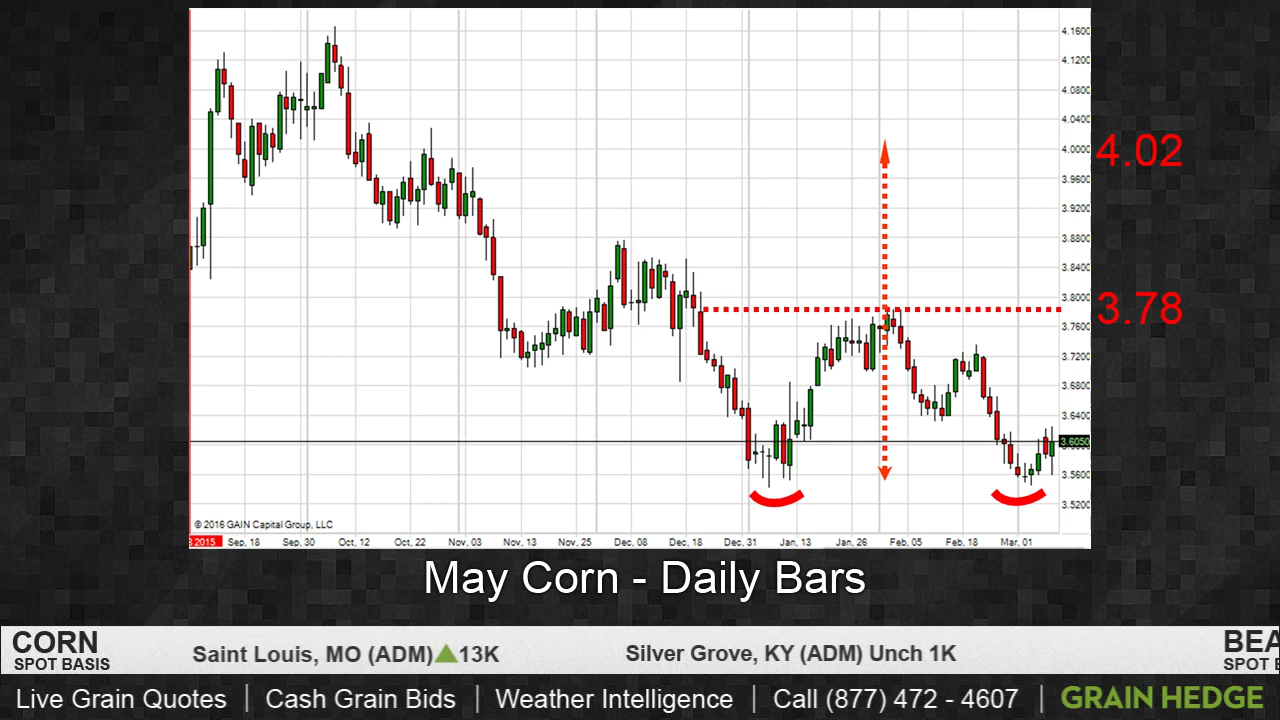 4.1600
4.1200
4.0800
4.0400
4.0000
3.9600
3.9200
3.8800
3.8400
3.8000
3.7600
3.7200
3.6800
3.6400
3.6050
3.5600
3.5200
4.02
3.78
© 2016 GAIN Capital Group, LLC
2015 Sep, 18 Sep, 30 Oct, 12 Oct, 22 Nov, 03 Nov, 13 Nov, 25 Dec, 08 Dec, 18 Dec, 31 Jan, 13 Jan, 26 Feb, 05 Feb, 18 Mar, 01
May Corn - Daily Bars
CORN
SPOT BASIS
Saint Louis, MO (ADM)▲13K Silver Grove, KY (ADM) Unch 1K
BEA
SPOT
Live Grain Quotes | Cash Grain Bids | Weather Intelligence | Call (877) 472 - 4607 | GRAIN HEDGE